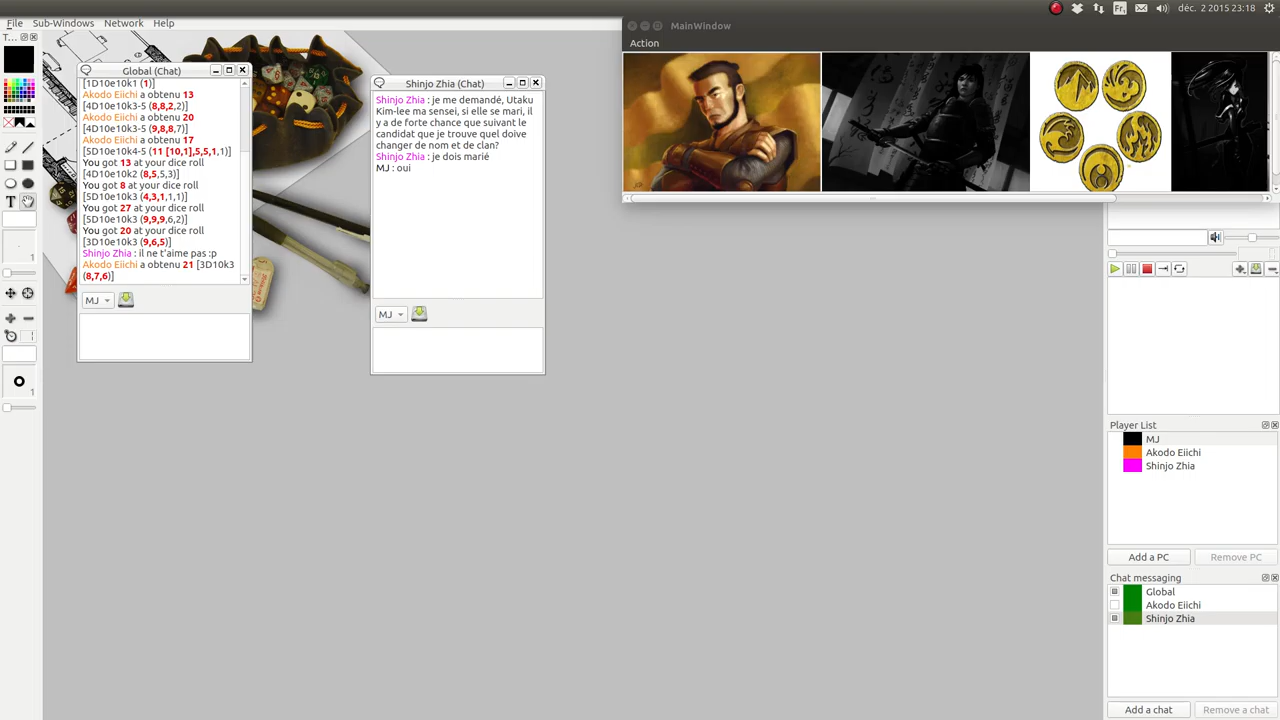 Fr,
déc. 2 2015 23:18
File
Sub-Windows
Network
Help
MainWindow
Action
T...
Global (Chat)
[1D10e10k1 (1)]
Akodo Eiichi a obtenu 13
[4D10e10k3-5 (8,8,2,2)]
Akodo Eiichi a obtenu 20
[4D10e10k3-5 (9,8,8,7)]
Akodo Eiichi a obtenu 17
[5D10e10k4-5 (11 [10,1],5,5,1,1)]
You got 13 at your dice roll
[4D10e10k2 (8,5,5,3)]
You got 8 at your dice roll
[5D10e10k3 (4,3,1,1,1)]
You got 27 at your dice roll
[5D10e10k3 (9,9,9,6,2)]
You got 20 at your dice roll
[3D10e10k3 (9,6,5)]
Shinjo Zhia : il ne t'aime pas :p
Akodo Eiichi a obtenu 21 [3D10k3
(8,7,6)]
MJ
Shinjo Zhia (Chat)
Shinjo Zhia : je me demandé, Utaku
Kim-lee ma sensei, si elle se mari, il
y a de forte chance que suivant le
candidat que je trouve quel doive
changer de nom et de clan?
Shinjo Zhia : je dois marié
MJ : oui
MJ
T
1
1
Player List
MJ
Akodo Eiichi
Shinjo Zhia
Add a PC
Remove PC
Chat messaging
Global
Akodo Eiichi
Shinjo Zhia
Add a chat
Remove a chat